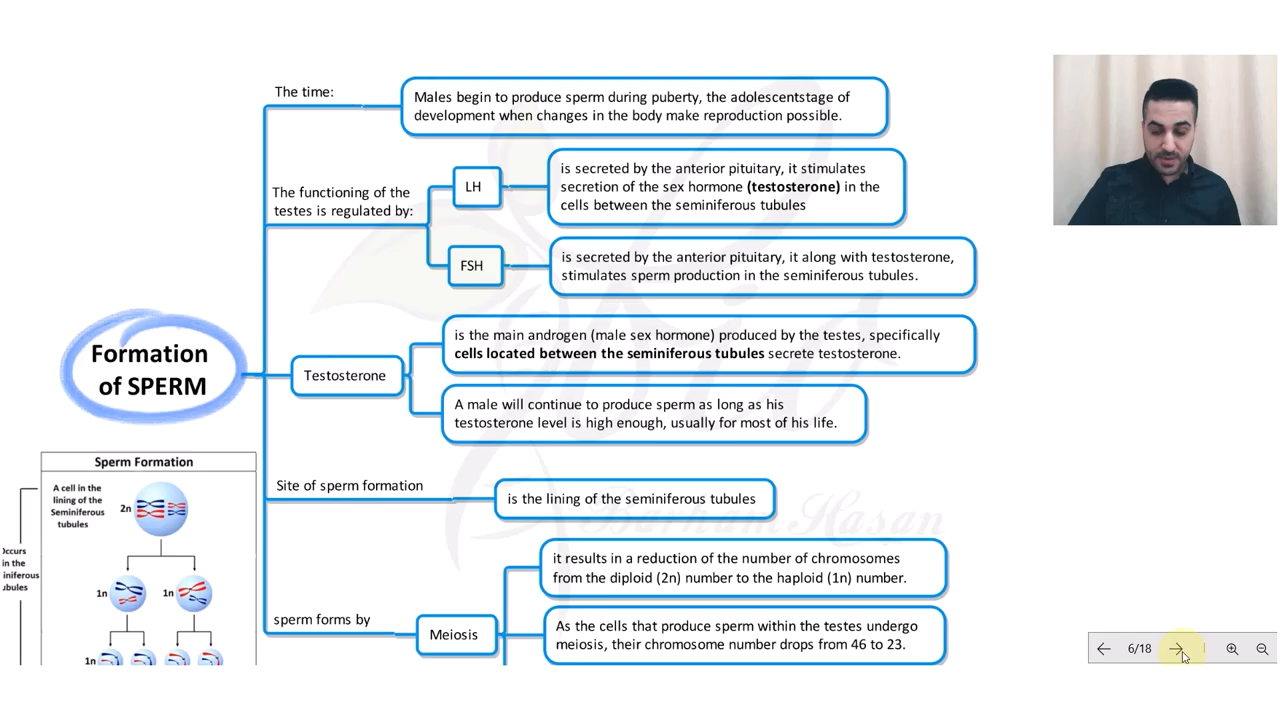 The time:
Males begin to produce sperm during puberty, the adolescentstage of
development when changes in the body make reproduction possible.
The functioning of the
testes is regulated by:
LH
is secreted by the anterior pituitary, it stimulates
secretion of the sex hormone (testosterone) in the
cells between the seminiferous tubules
FSH
is secreted by the anterior pituitary, it along with testosterone,
stimulates sperm production in the seminiferous tubules.
Formation
of SPERM
Testosterone
is the main androgen (male sex hormone) produced by the testes, specifically
cells located between the seminiferous tubules secrete testosterone.
A male will continue to produce sperm as long as his
testosterone level is high enough, usually for most of his life.
Site of sperm formation
is the lining of the seminiferous tubules
Barham Hasan
sperm forms by
Meiosis
it results in a reduction of the number of chromosomes
from the diploid (2n) number to the haploid (1n) number.
As the cells that produce sperm within the testes undergo
meiosis, their chromosome number drops from 46 to 23.
Sperm Formation
A cell in the
lining of the
Seminiferous
tubules
2n
Occurs
in the
iniferous
ubules
1n
1n
1n
6/18